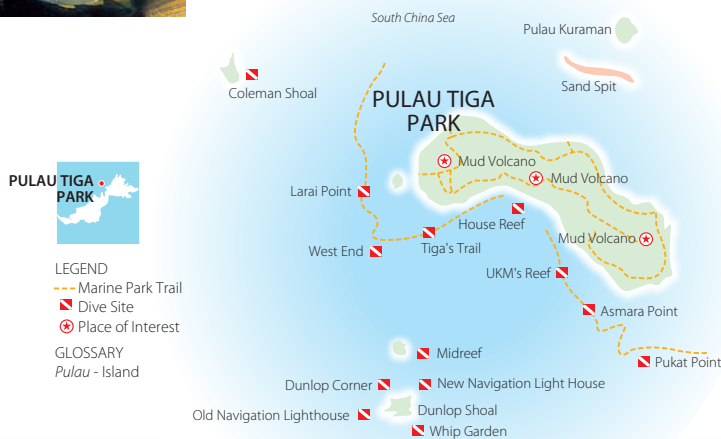 South China Sea
Pulau Kuraman
Sand Spit
Coleman Shoal
PULAU TIGA
PARK
Mud Volcano
Mud Volcano
Larai Point
House Reef
Mud Volcano
West End
Tiga's Trail
UKM's Reef
Asmara Point
Pukat Point
Midreef
Dunlop Corner
New Navigation Light House
Old Navigation Lighthouse
Dunlop Shoal
Whip Garden
PULAU TIGA
PARK
LEGEND
Marine Park Trail
Dive Site
Place of Interest
GLOSSARY
Pulau - Island